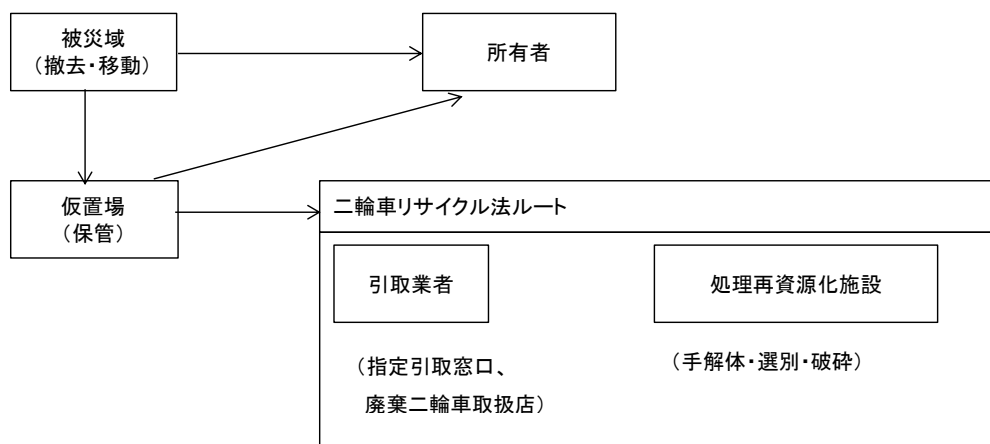 被災域
（撤去・移動）
所有者
仮置場
（保管）
二輪車リサイクル法ルート
引取業者
処理再資源化施設
（指定引取窓口、
廃棄二輪車取扱店）
（手解体・選別・破砕）